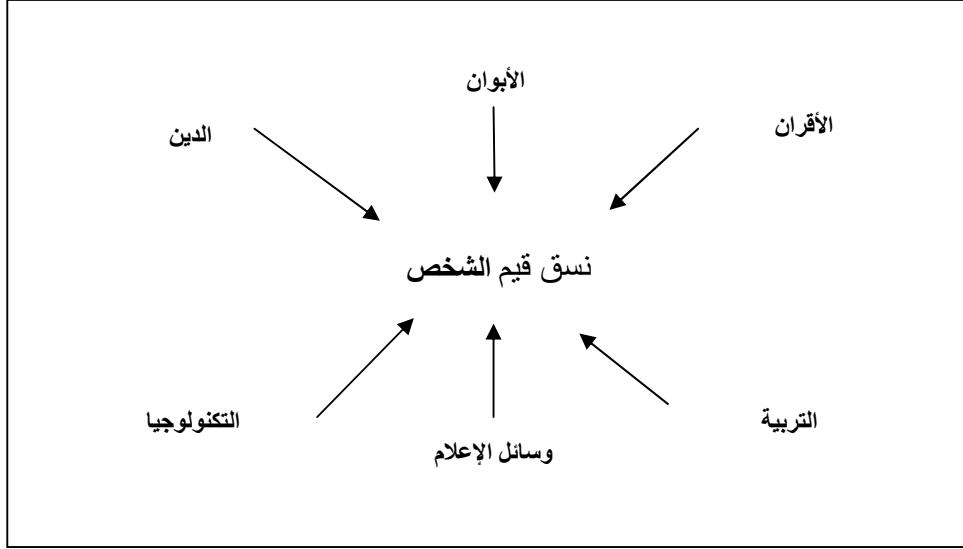 الأبوان
الأقران
الدين
نسق قيم الشخص
التربية
التكنولوجيا
وسائل الإعلام